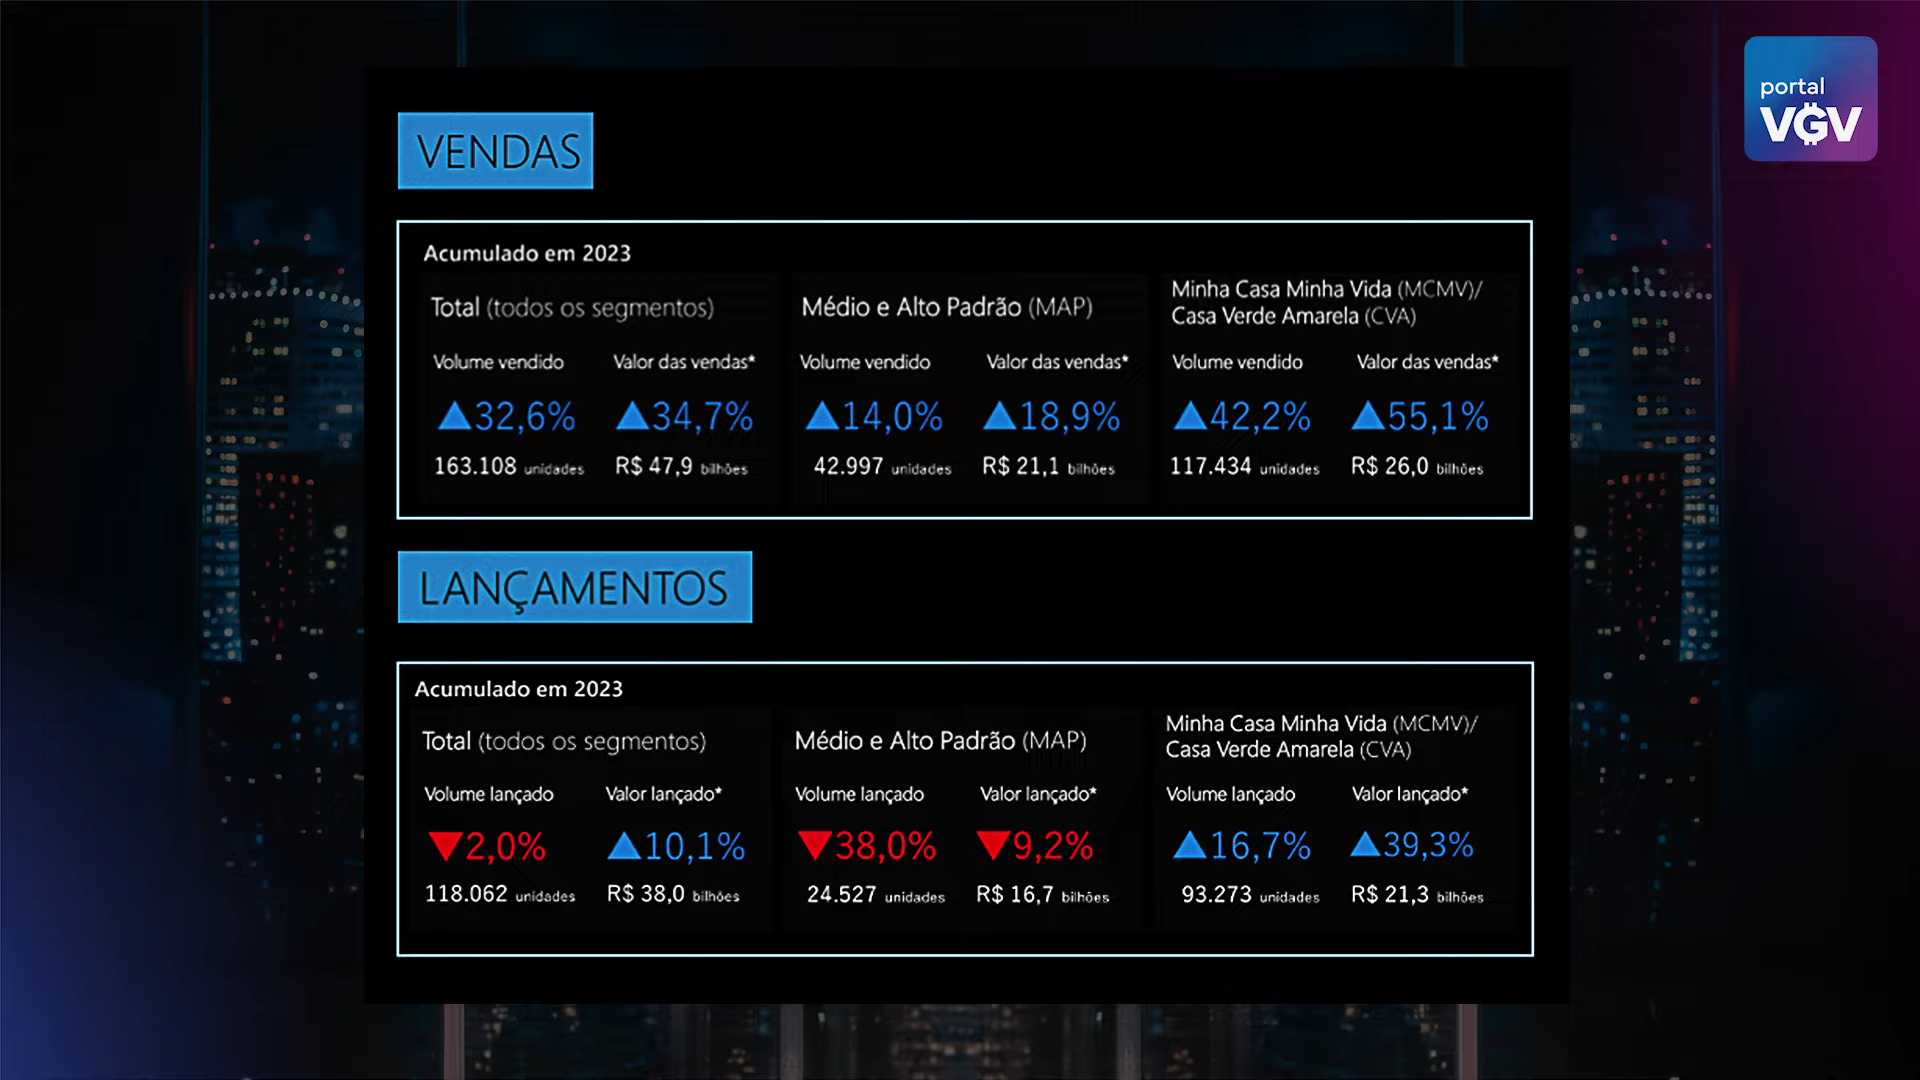 portal
VGV
VENDAS
Acumulado em 2023
Total (todos os segmentos)
Volume vendido
Valor das vendas*
▲32,6%
▲34,7%
163.108 unidades
R$ 47,9 bilhões
Médio e Alto Padrão (MAP)
Volume vendido
Valor das vendas*
▲14,0%
▲18,9%
42.997 unidades
R$ 21,1 bilhões
Minha Casa Minha Vida (MCMV)/
Casa Verde Amarela (CVA)
Volume vendido
Valor das vendas*
▲42,2%
▲55,1%
117.434 unidades
R$ 26,0 bilhões
LANÇAMENTOS
Acumulado em 2023
Total (todos os segmentos)
Volume lançado
Valor lançado*
▼2,0%
▲10,1%
118.062 unidades
R$ 38,0 bilhões
Médio e Alto Padrão (MAP)
Volume lançado
Valor lançado*
▼38,0%
▼9,2%
24.527 unidades
R$ 16,7 bilhões
Minha Casa Minha Vida (MCMV)/
Casa Verde Amarela (CVA)
Volume lançado
Valor lançado*
▲16,7%
▲39,3%
93.273 unidades
R$ 21,3 bilhões